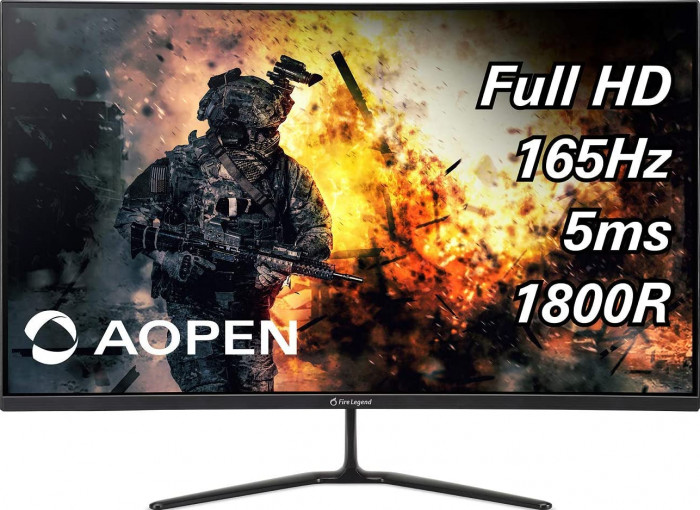 Full HD
165Hz
5ms
1800R
AOPEN
Fire Legend